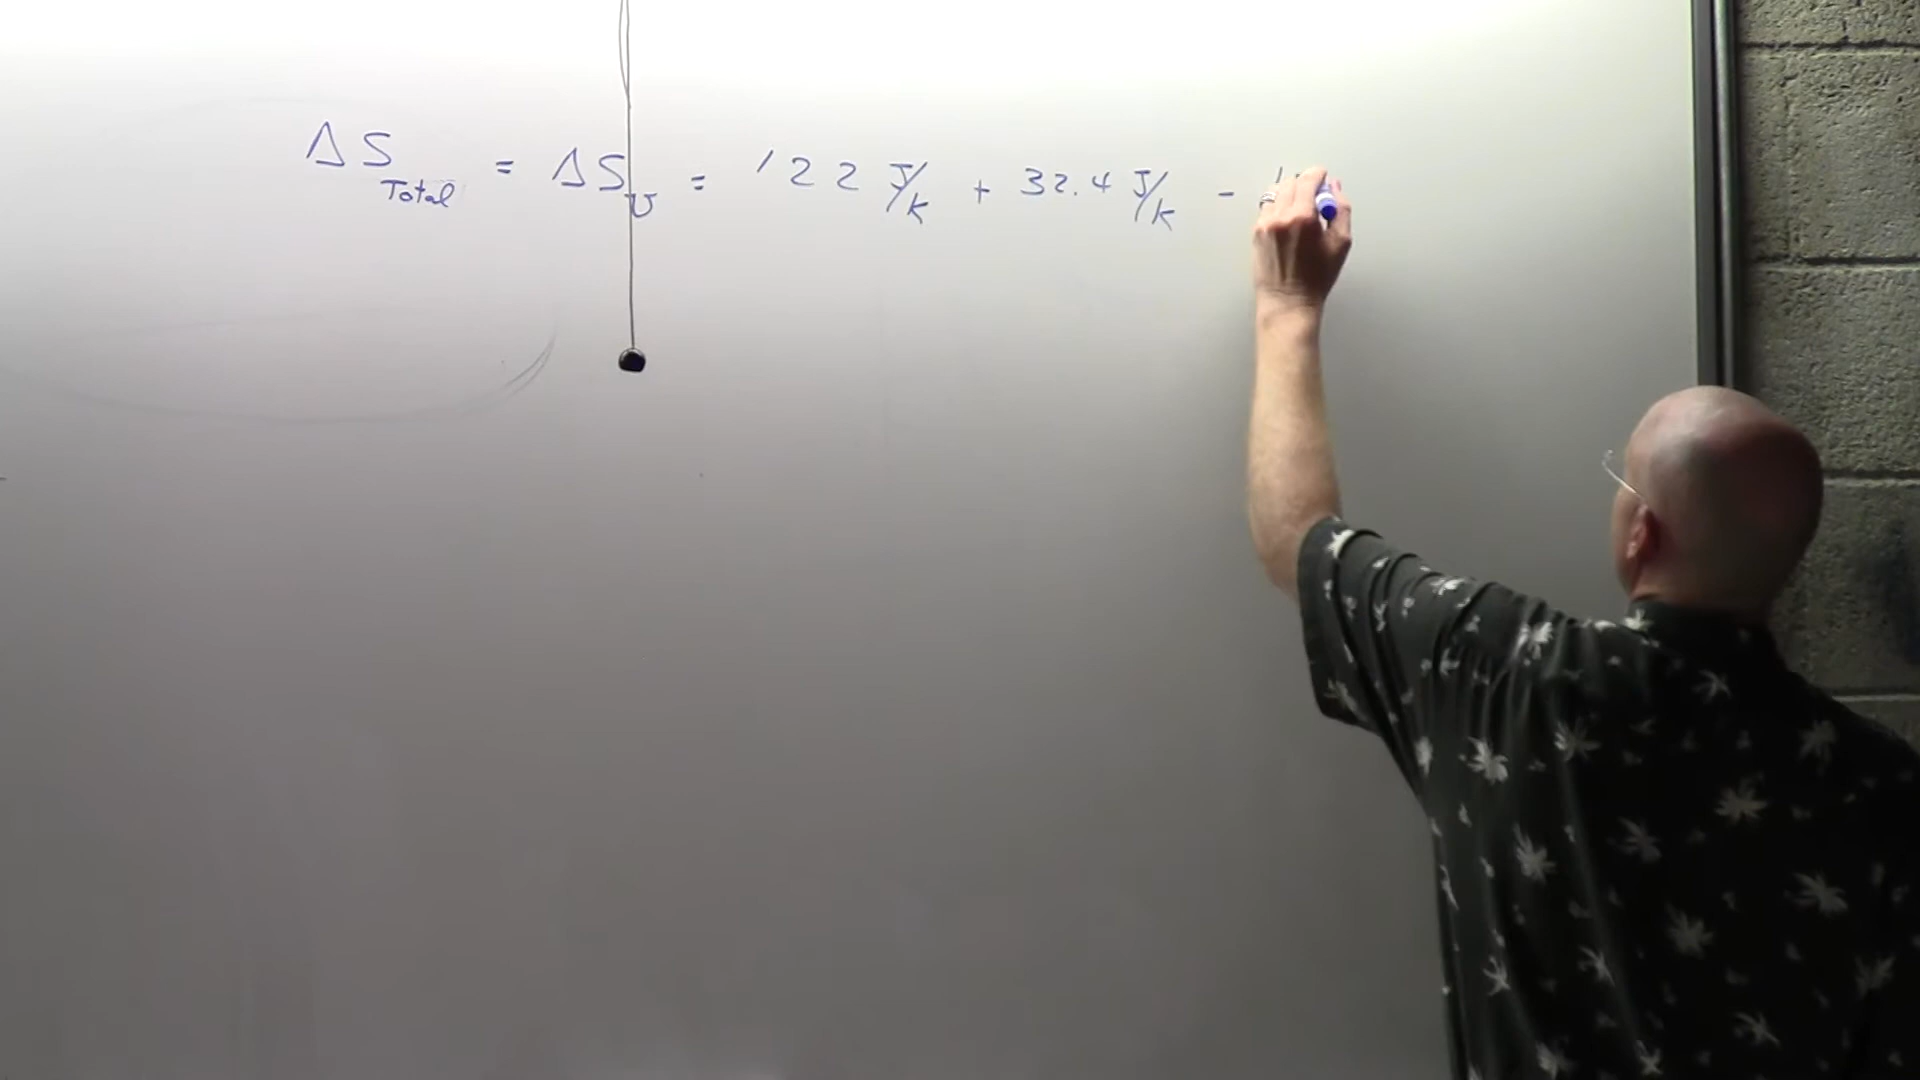 ΔS_Total = ΔS_U = 122 J/K + 32.4 J/K -